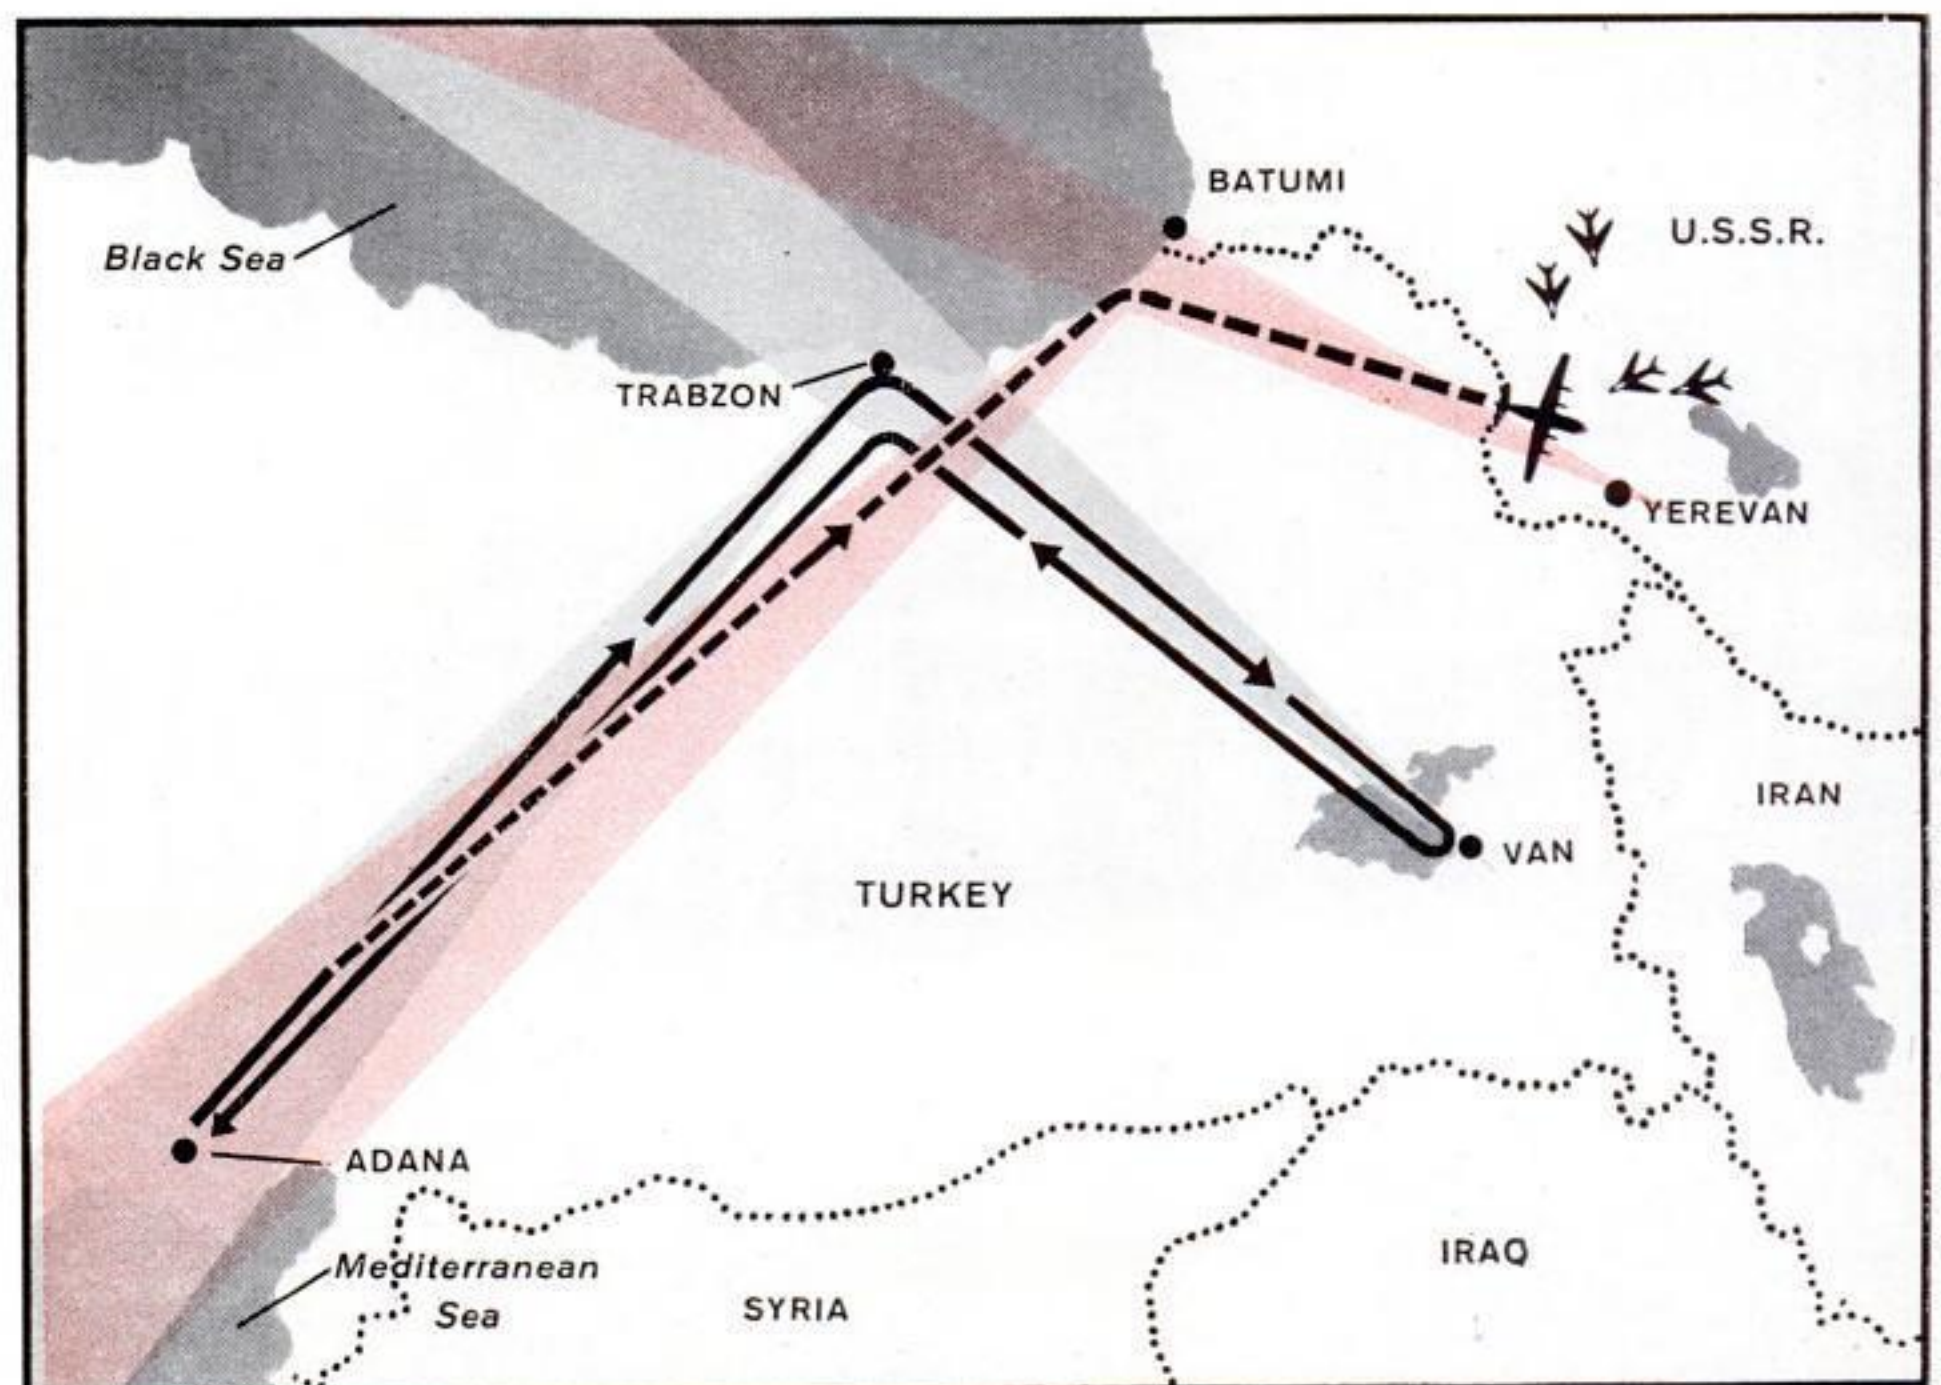 BATUMI
U.S.S.R.
Black Sea
TRABZON
YEREVAN
IRAN
VAN
TURKEY
ADANA
Mediterranean
Sea
SYRIA
IRAQ